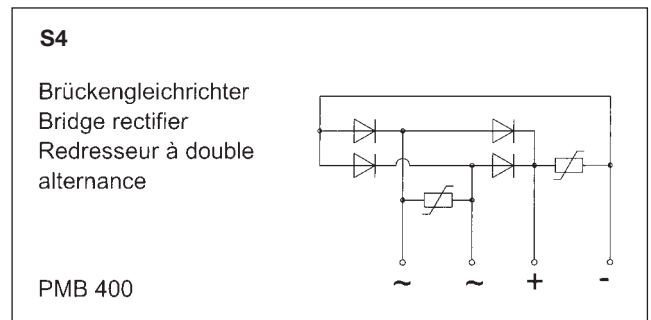 S4
Brückengleichrichter
Bridge rectifier
Redresseur à double
alternance
~ ~ + -
PMB 400